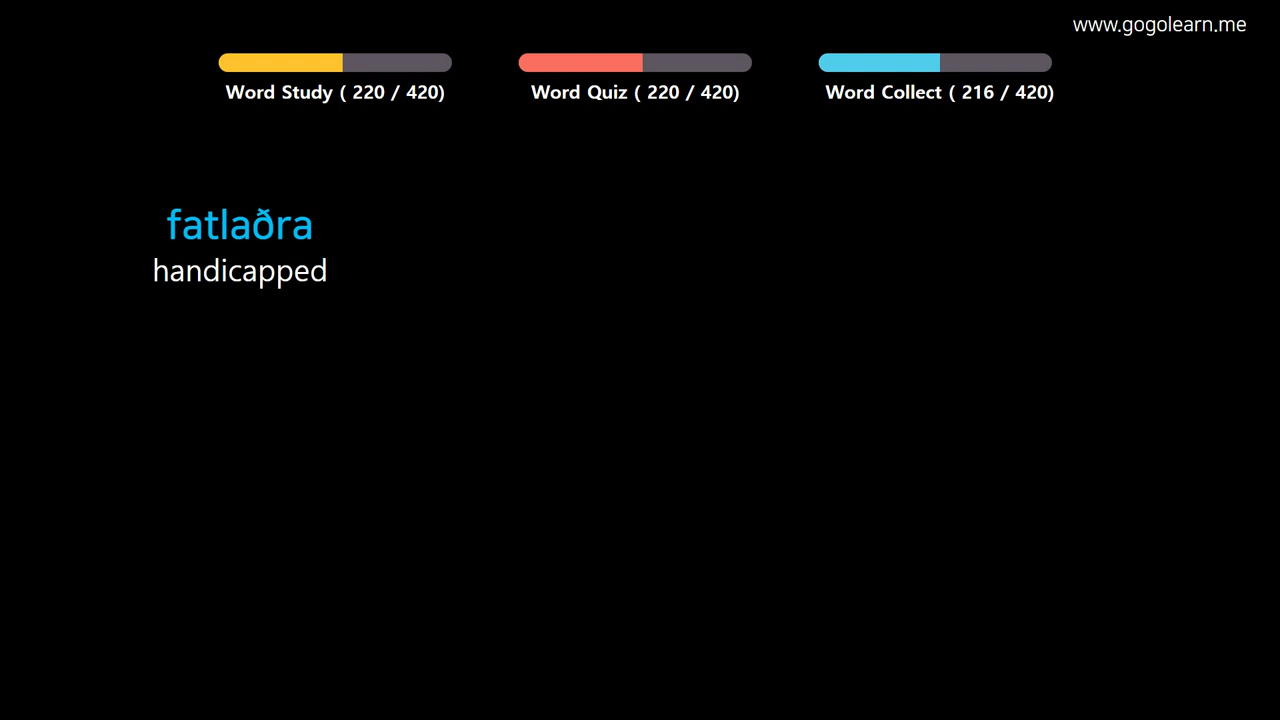 www.gogolearn.me
Word Study ( 220 / 420)
Word Quiz ( 220 / 420)
Word Collect ( 216 / 420)
fatlaðra
handicapped